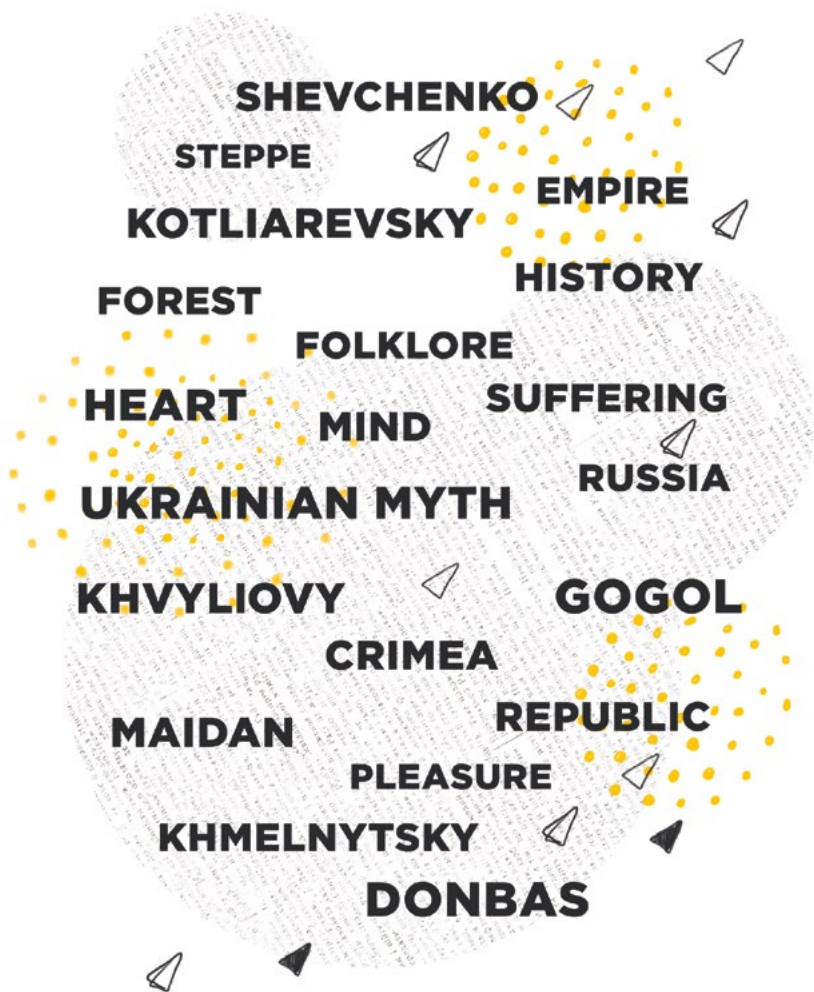 SHEVCHENKO
STEPPE
EMPIRE
KOTLIAREVSKY
HISTORY
FOREST
FOLKLORE
HEART
SUFFERING
MIND
RUSSIA
UKRAINIAN MYTH
KHVYLIOVY
GOGOL
CRIMEA
REPUBLIC
MAIDAN
PLEASURE
KHMELNYTSKY
DONBAS